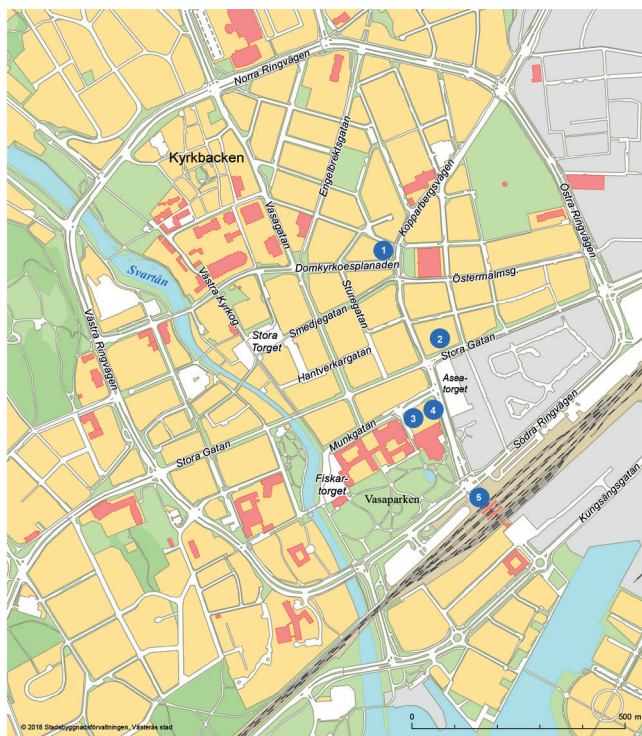 Norra Ringvägen
Kyrkbacken
Engelbrektsgatan
Kopparbergsvägen
Östra Ringvägen
Vasagatan
1
Domkyrkoesplanaden
Svartån
Västra Kyrkog.
Östermalmsg.
Sturegatan
Smedjegatan
Västra Ringvägen
Stora
Torget
2
Stora Gatan
Hantverkargatan
Asea-
torget
3
4
Munkgatan
Södra Ringvägen
Stora Gatan
Fiskar-
torget
Vasaparken
5
Kungsängsgatan
© 2018 Stadsbyggnadsförvaltningen, Västerås stad
0
500 m